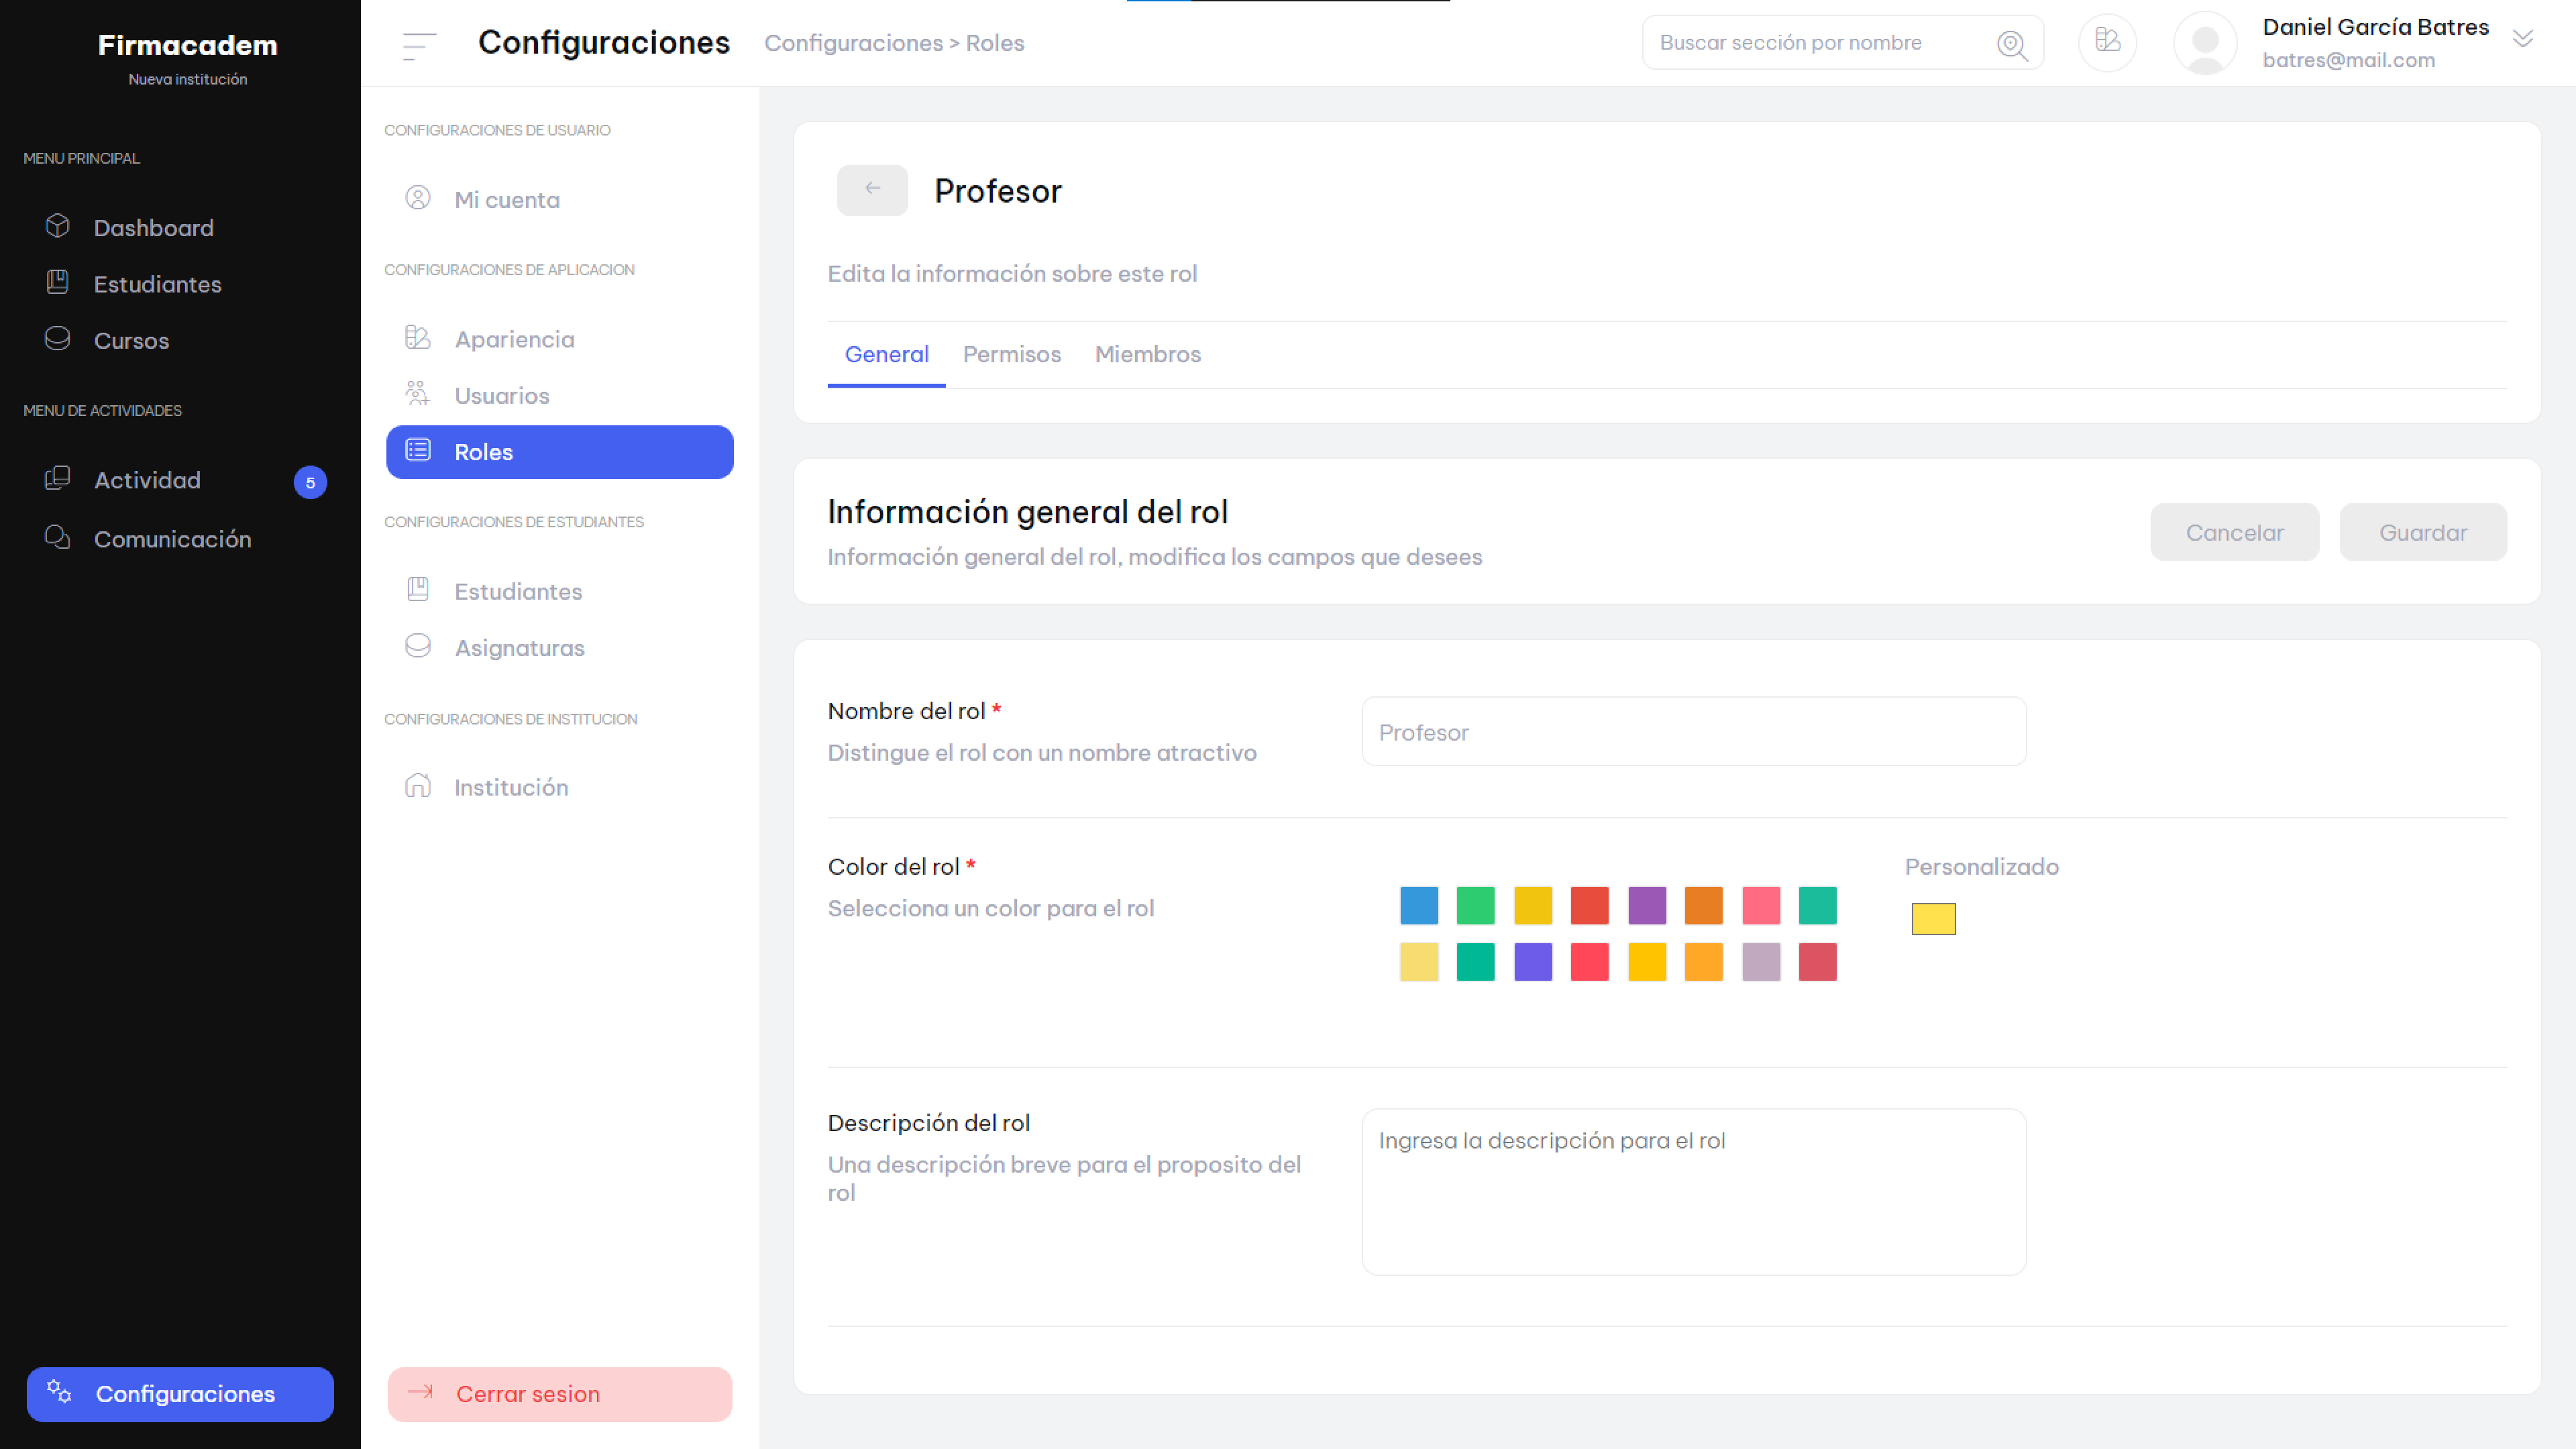 Firmacadem
Nueva institución
MENU PRINCIPAL
Dashboard
Estudiantes
Cursos
MENU DE ACTIVIDADES
Actividad 5
Comunicación
Configuraciones
Configuraciones
Configuraciones > Roles
Buscar sección por nombre
Daniel García Batres
batres@mail.com
CONFIGURACIONES DE USUARIO
Mi cuenta
CONFIGURACIONES DE APLICACION
Apariencia
Usuarios
Roles
CONFIGURACIONES DE ESTUDIANTES
Estudiantes
Asignaturas
CONFIGURACIONES DE INSTITUCION
Institución
Cerrar sesion
Profesor
Edita la información sobre este rol
General Permisos Miembros
Información general del rol
Información general del rol, modifica los campos que desees
Cancelar Guardar
Nombre del rol *
Distingue el rol con un nombre atractivo
Profesor
Color del rol *
Selecciona un color para el rol
Personalizado
Descripción del rol
Una descripción breve para el proposito del
rol
Ingresa la descripción para el rol